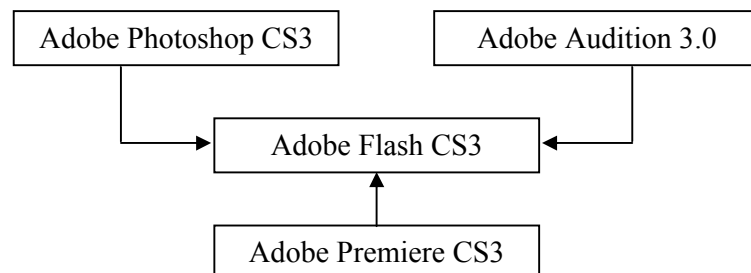 Adobe Photoshop CS3
Adobe Audition 3.0
Adobe Flash CS3
Adobe Premiere CS3